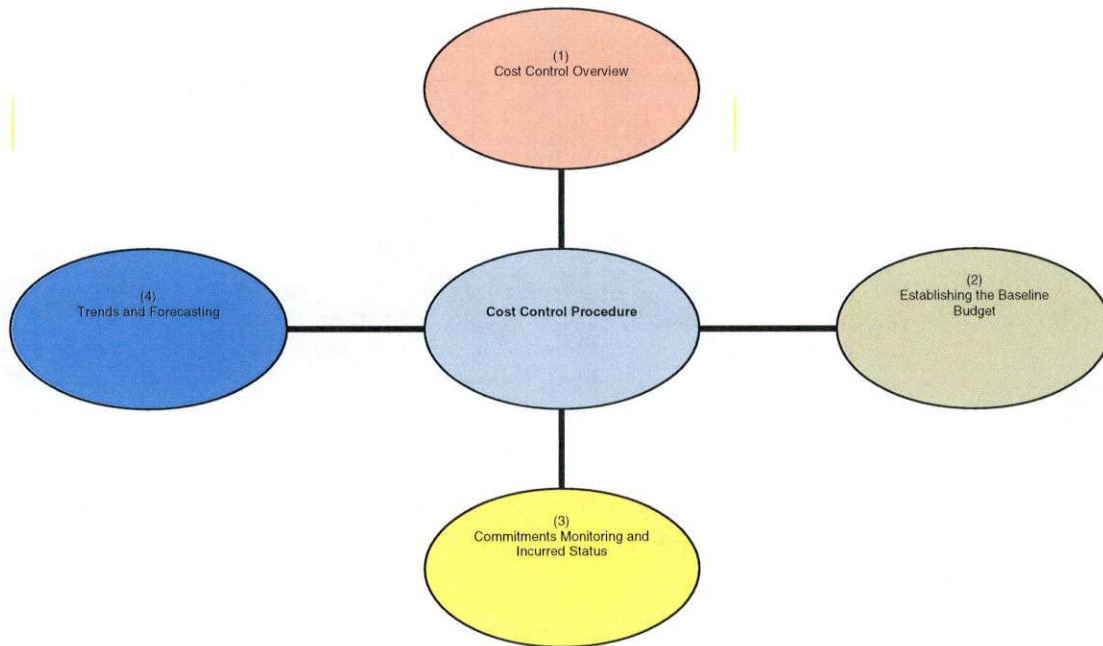 (1)
Cost Control Overview
(4)
Trends and Forecasting
Cost Control Procedure
(2)
Establishing the Baseline
Budget
(3)
Commitments Monitoring and
Incurred Status